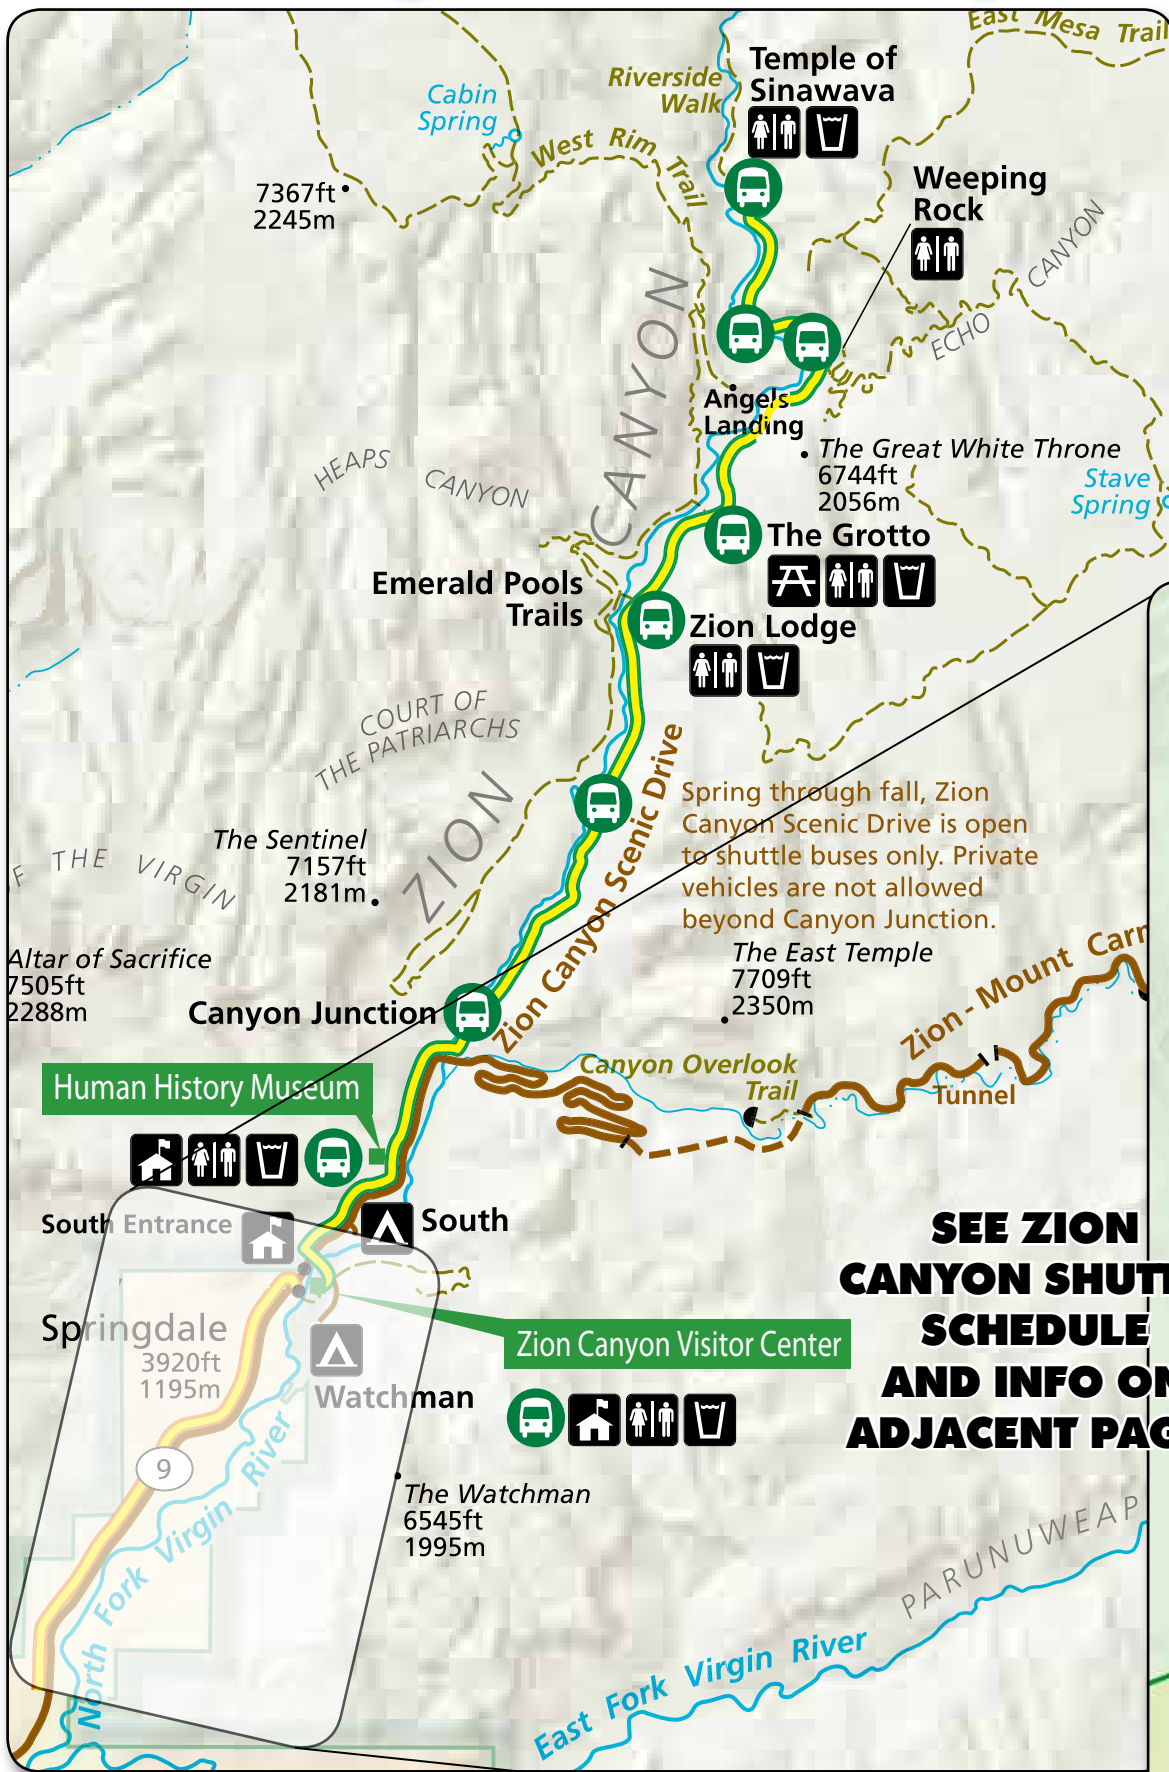 East Mesa Trail
Temple of
Sinawava
Riverside
Walk
Cabin
Spring
West Rim Trail
7367ft
2245m
Weeping
Rock
ECHO CANYON
ZION CANYON
Angels
Landing
The Great White Throne
6744ft
2056m
Stave
Spring
HEAPS CANYON
The Grotto
Emerald Pools
Trails
Zion Lodge
COURT OF
THE PATRIARCHS
Zion Canyon Scenic Drive
Spring through fall, Zion
Canyon Scenic Drive is open
to shuttle buses only. Private
vehicles are not allowed
beyond Canyon Junction.
The Sentinel
7157ft
2181m
OF THE VIRGIN
Altar of Sacrifice
7505ft
2288m
The East Temple
7709ft
2350m
Canyon Junction
Zion-Mount Carm
Canyon Overlook
Trail
Tunnel
Human History Museum
South Entrance
South
SEE ZION
CANYON SHUTT
SCHEDULE
AND INFO ON
ADJACENT PAG
Springdale
3920ft
1195m
Zion Canyon Visitor Center
Watchman
9
The Watchman
6545ft
1995m
North Fork Virgin River
PARUNUWEAP
East Fork Virgin River